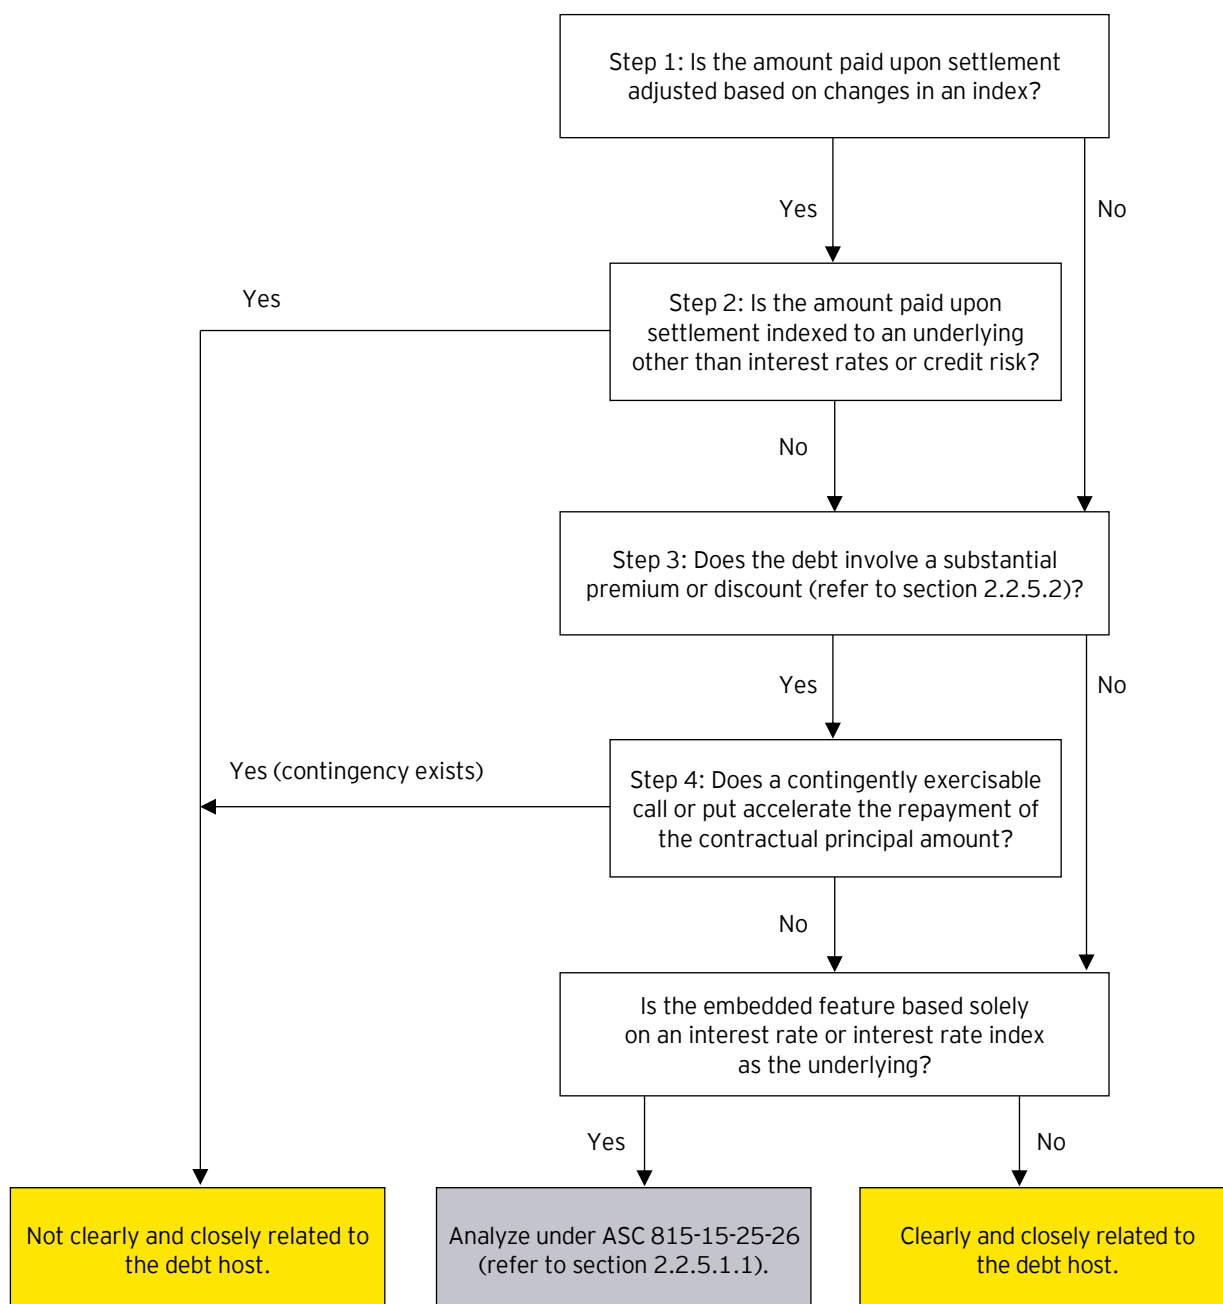 Step 1: Is the amount paid upon settlement
adjusted based on changes in an index?
Yes
No
Step 2: Is the amount paid upon
settlement indexed to an underlying
other than interest rates or credit risk?
Yes
No
Step 3: Does the debt involve a substantial
premium or discount (refer to section 2.2.5.2)?
Yes
No
Step 4: Does a contingently exercisable
call or put accelerate the repayment of
the contractual principal amount?
Yes (contingency exists)
No
Is the embedded feature based solely
on an interest rate or interest rate index
as the underlying?
Yes
No
Not clearly and closely related to
the debt host.
Analyze under ASC 815-15-25-26
(refer to section 2.2.5.1.1).
Clearly and closely related to
the debt host.